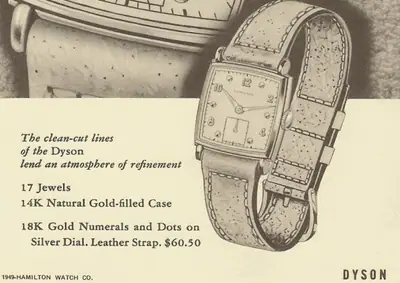 The clean-cut lines
of the Dyson
lend an atmosphere of refinement
17 Jewels
14K Natural Gold-filled Case
18K Gold Numerals and Dots on
Silver Dial. Leather Strap. $60.50
1949-HAMILTON WATCH CO.
DYSON